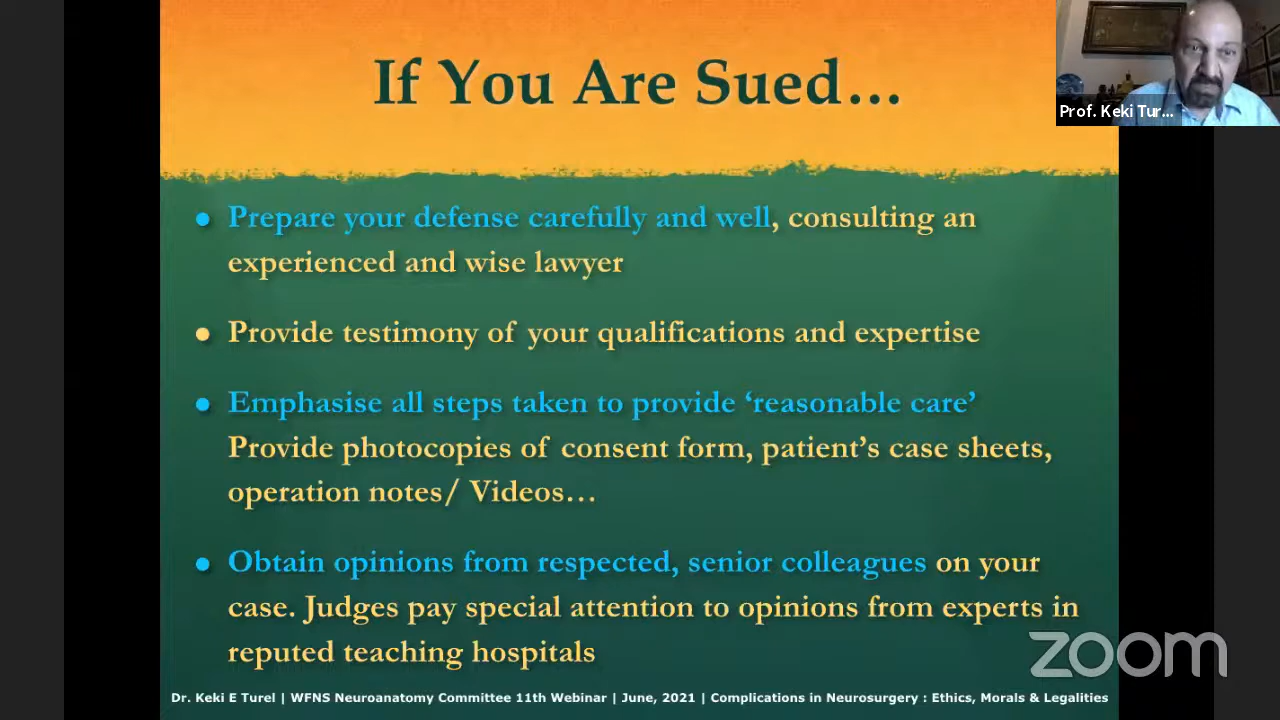 If You Are Sued...
Prof. Keki Tur...
• Prepare your defense carefully and well, consulting an
experienced and wise lawyer
• Provide testimony of your qualifications and expertise
• Emphasise all steps taken to provide ‘reasonable care’
Provide photocopies of consent form, patient’s case sheets,
operation notes/ Videos...
• Obtain opinions from respected, senior colleagues on your
case. Judges pay special attention to opinions from experts in
reputed teaching hospitals
zoom
Dr. Keki E Turel | WFNS Neuroanatomy Committee 11th Webinar | June, 2021 | Complications in Neurosurgery : Ethics, Morals & Legalities